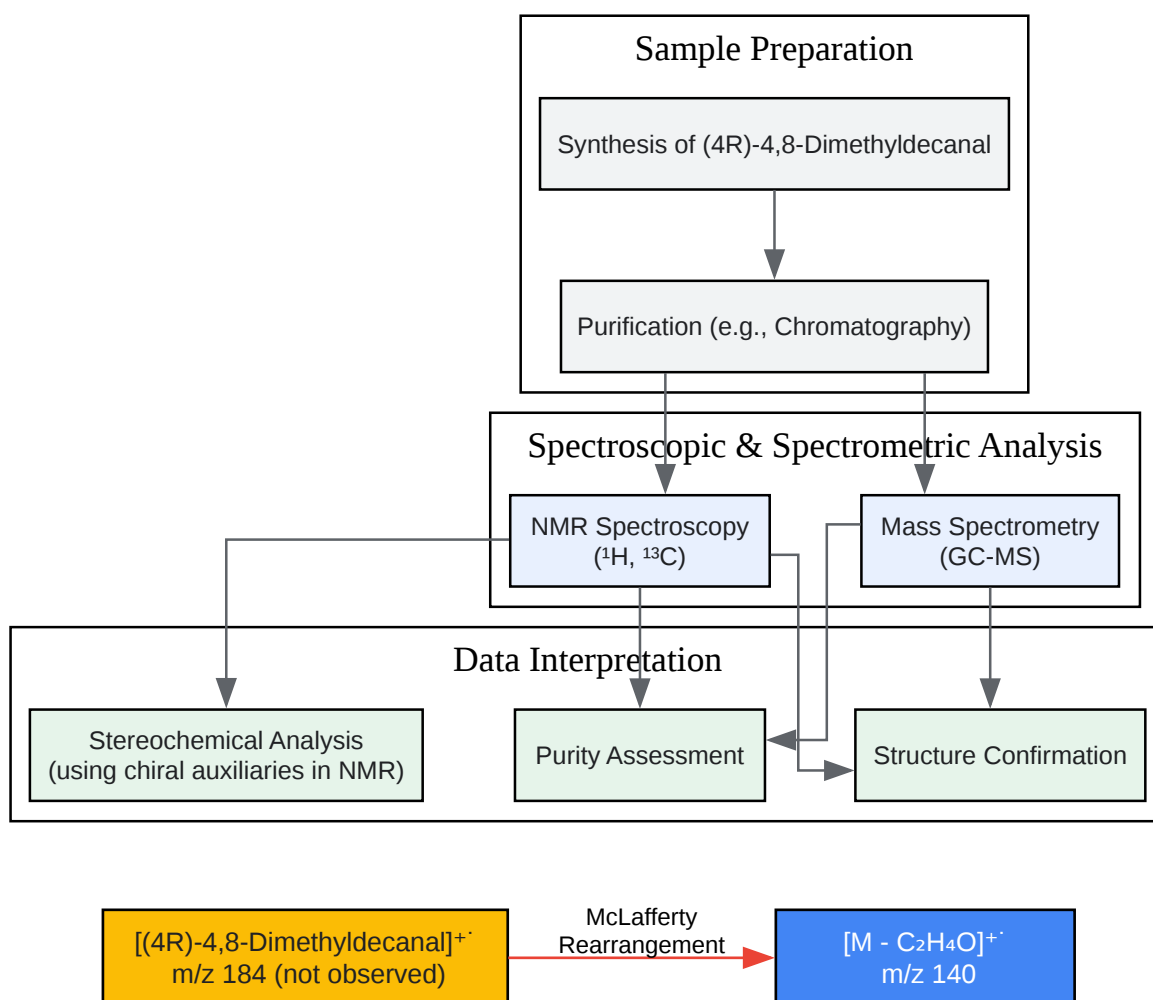 Sample Preparation
Synthesis of (4R)-4,8-Dimethyldecanal
Purification (e.g., Chromatography)
Spectroscopic & Spectrometric Analysis
NMR Spectroscopy
(¹H, ¹³C)
Mass Spectrometry
(GC-MS)
Data Interpretation
Stereochemical Analysis
(using chiral auxiliaries in NMR)
Purity Assessment
Structure Confirmation
[(4R)-4,8-Dimethyldecanal]⁺˙
m/z 184 (not observed)
McLafferty
Rearrangement
[M - C₂H₄O]⁺˙
m/z 140